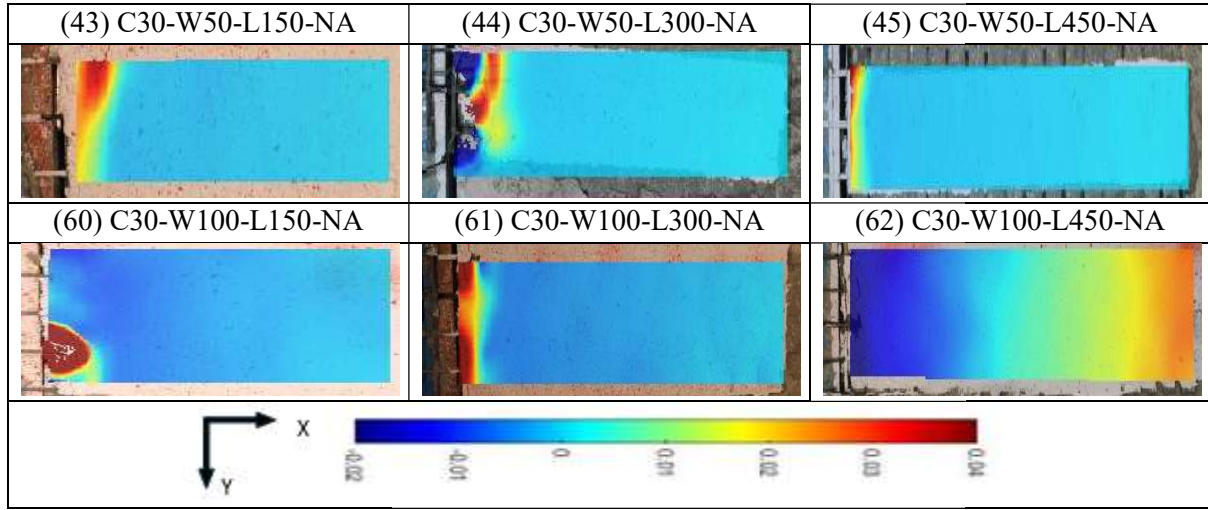 (43) C30-W50-L150-NA (44) C30-W50-L300-NA (45) C30-W50-L450-NA
(60) C30-W100-L150-NA (61) C30-W100-L300-NA (62) C30-W100-L450-NA
X
Y
-0.02 -0.01 0. 0.01 0.02 0.03 0.04